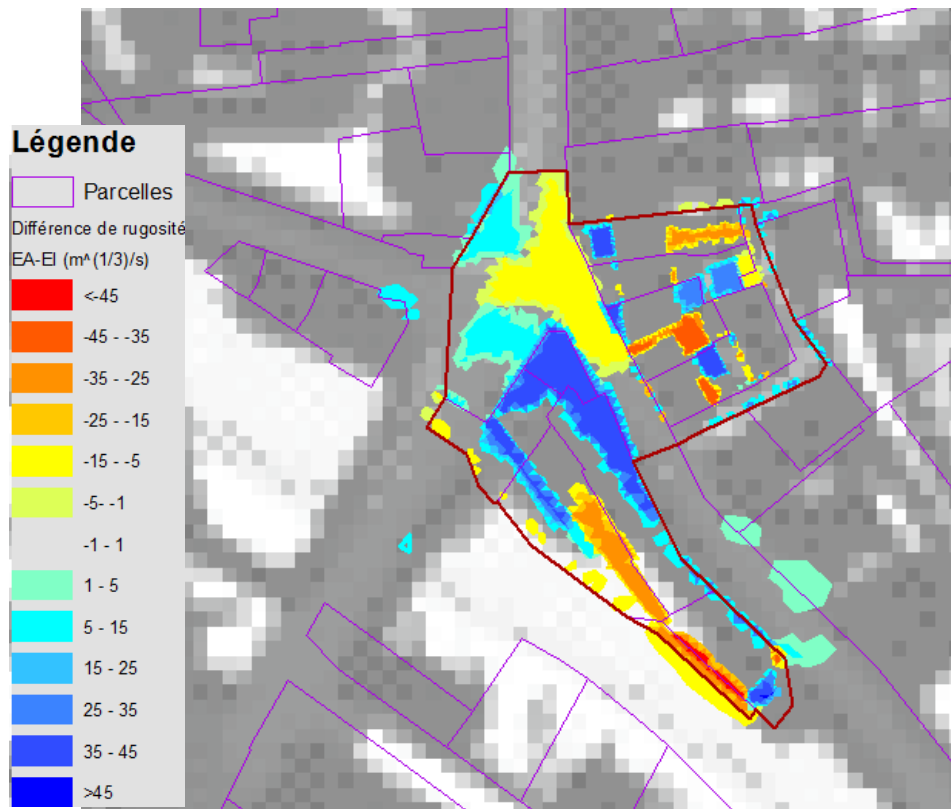 Légende
Parcelles
Différence de rugosité
EA-EI (m^(1/3)/s)
<-45
-45 - -35
-35 - -25
-25 - -15
-15 - -5
-5 - -1
-1 - 1
1 - 5
5 - 15
15 - 25
25 - 35
35 - 45
>45